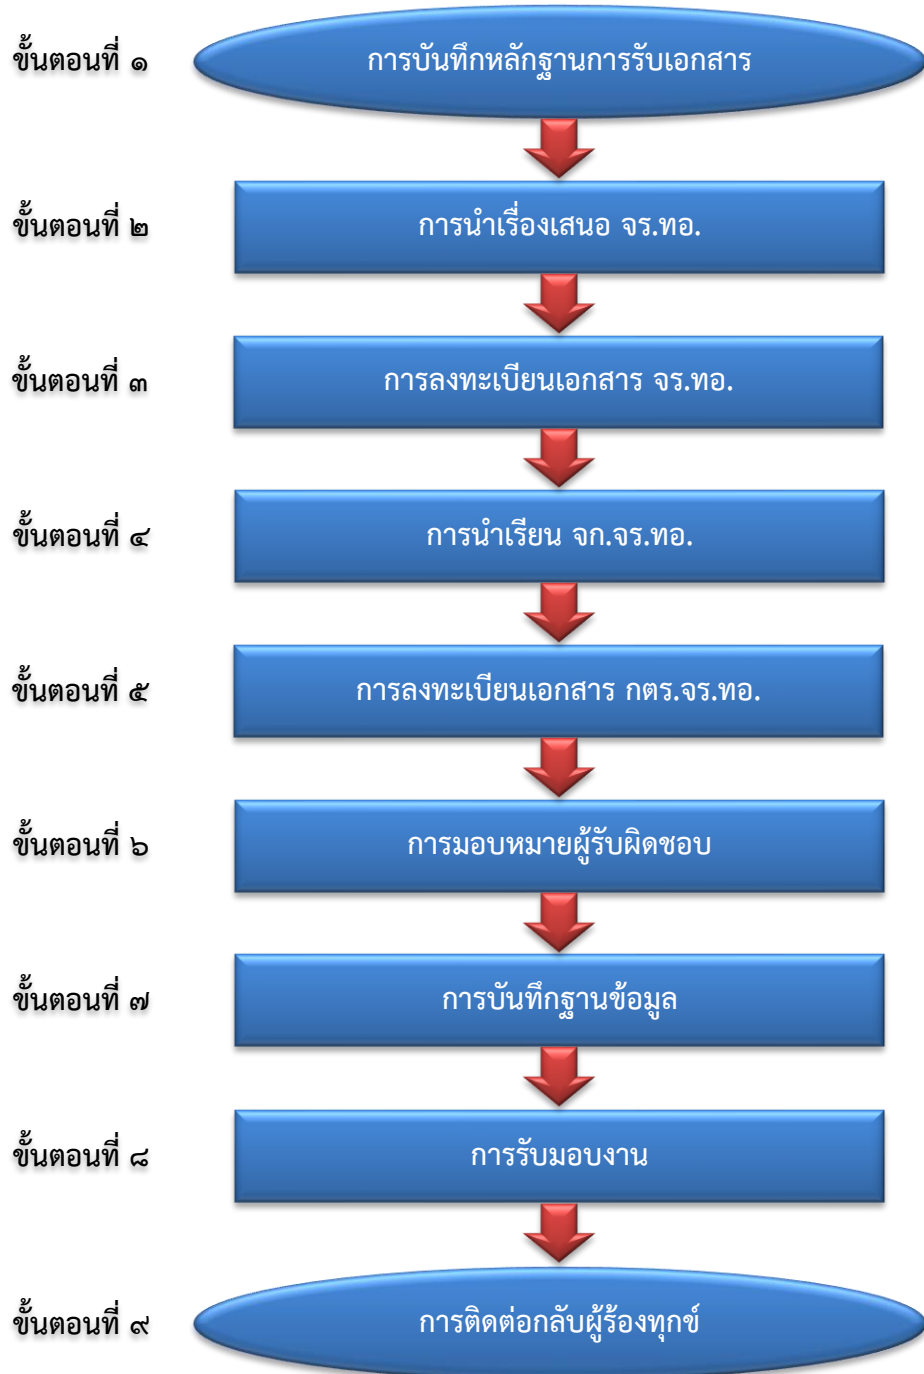 ขั้นตอนที่ ๑ การบันทึกหลักฐานการรับเอกสาร
ขั้นตอนที่ ๒ การนำเรื่องเสนอ จร.ทอ.
ขั้นตอนที่ ๓ การลงทะเบียนเอกสาร จร.ทอ.
ขั้นตอนที่ ๔ การนำเรียน จก.จร.ทอ.
ขั้นตอนที่ ๕ การลงทะเบียนเอกสาร กตร.จร.ทอ.
ขั้นตอนที่ ๖ การมอบหมายผู้รับผิดชอบ
ขั้นตอนที่ ๗ การบันทึกฐานข้อมูล
ขั้นตอนที่ ๘ การรับมอบงาน
ขั้นตอนที่ ๙ การติดต่อกลับผู้ร้องทุกข์